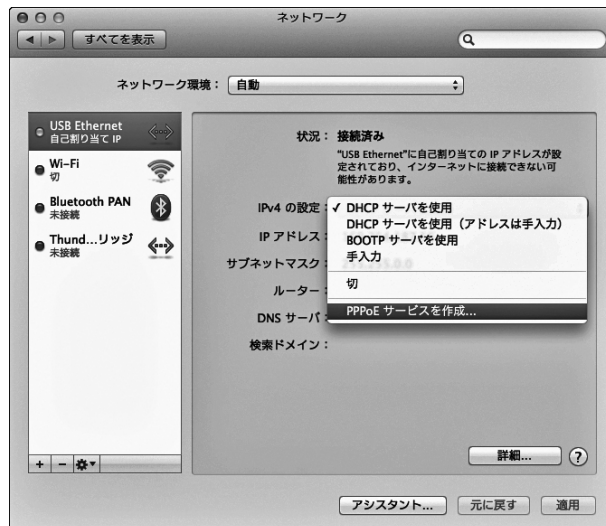 ネットワーク
すべてを表示
ネットワーク環境： 自動
USB Ethernet
自己割り当て IP
Wi-Fi
切
Bluetooth PAN
未接続
Thund...リッジ
未接続
状況： 接続済み
"USB Ethernet"に自己割り当ての IP アドレスが設
定されており、インターネットに接続できない可
能性があります。
IPv4 の設定： ✓ DHCP サーバを使用
DHCP サーバを使用（アドレスは手入力）
BOOTP サーバを使用
手入力
切
PPPoE サービスを作成...
IP アドレス：
サブネットマスク：
ルーター：
DNS サーバ：
検索ドメイン：
詳細...
?
+ −
アシスタント... 元に戻す 適用